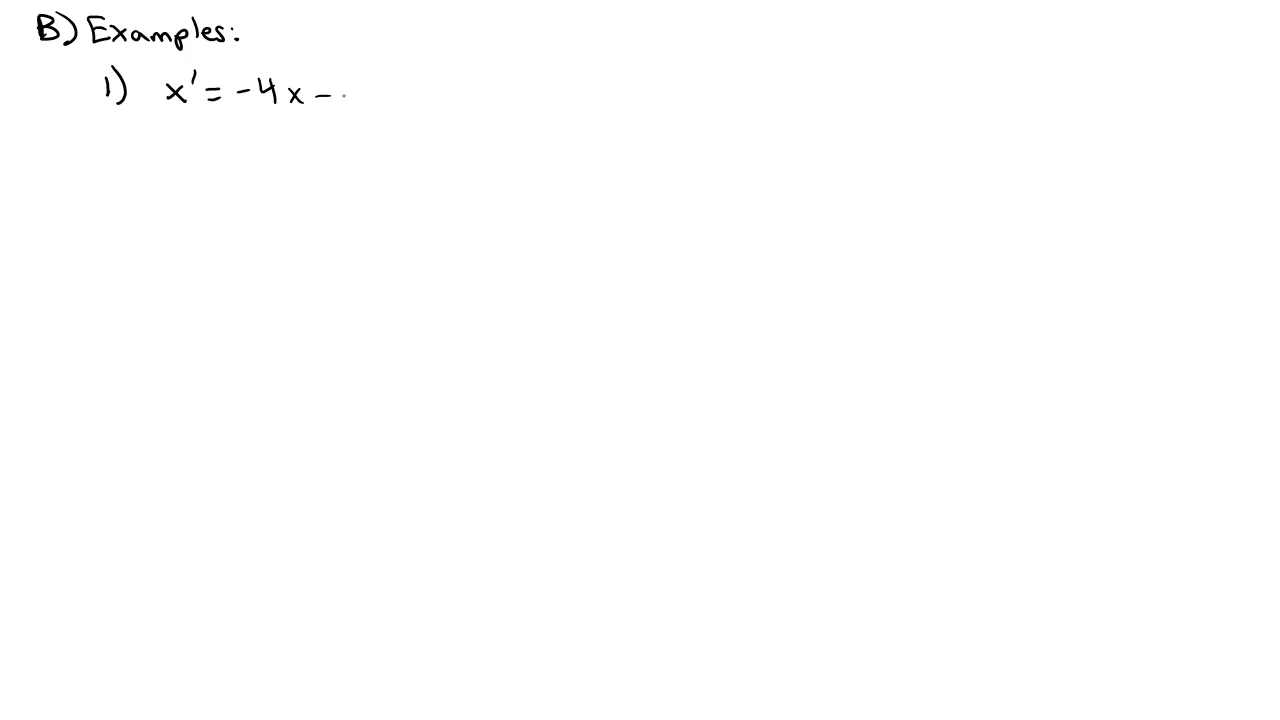 B) Examples:
1) x' = -4x -